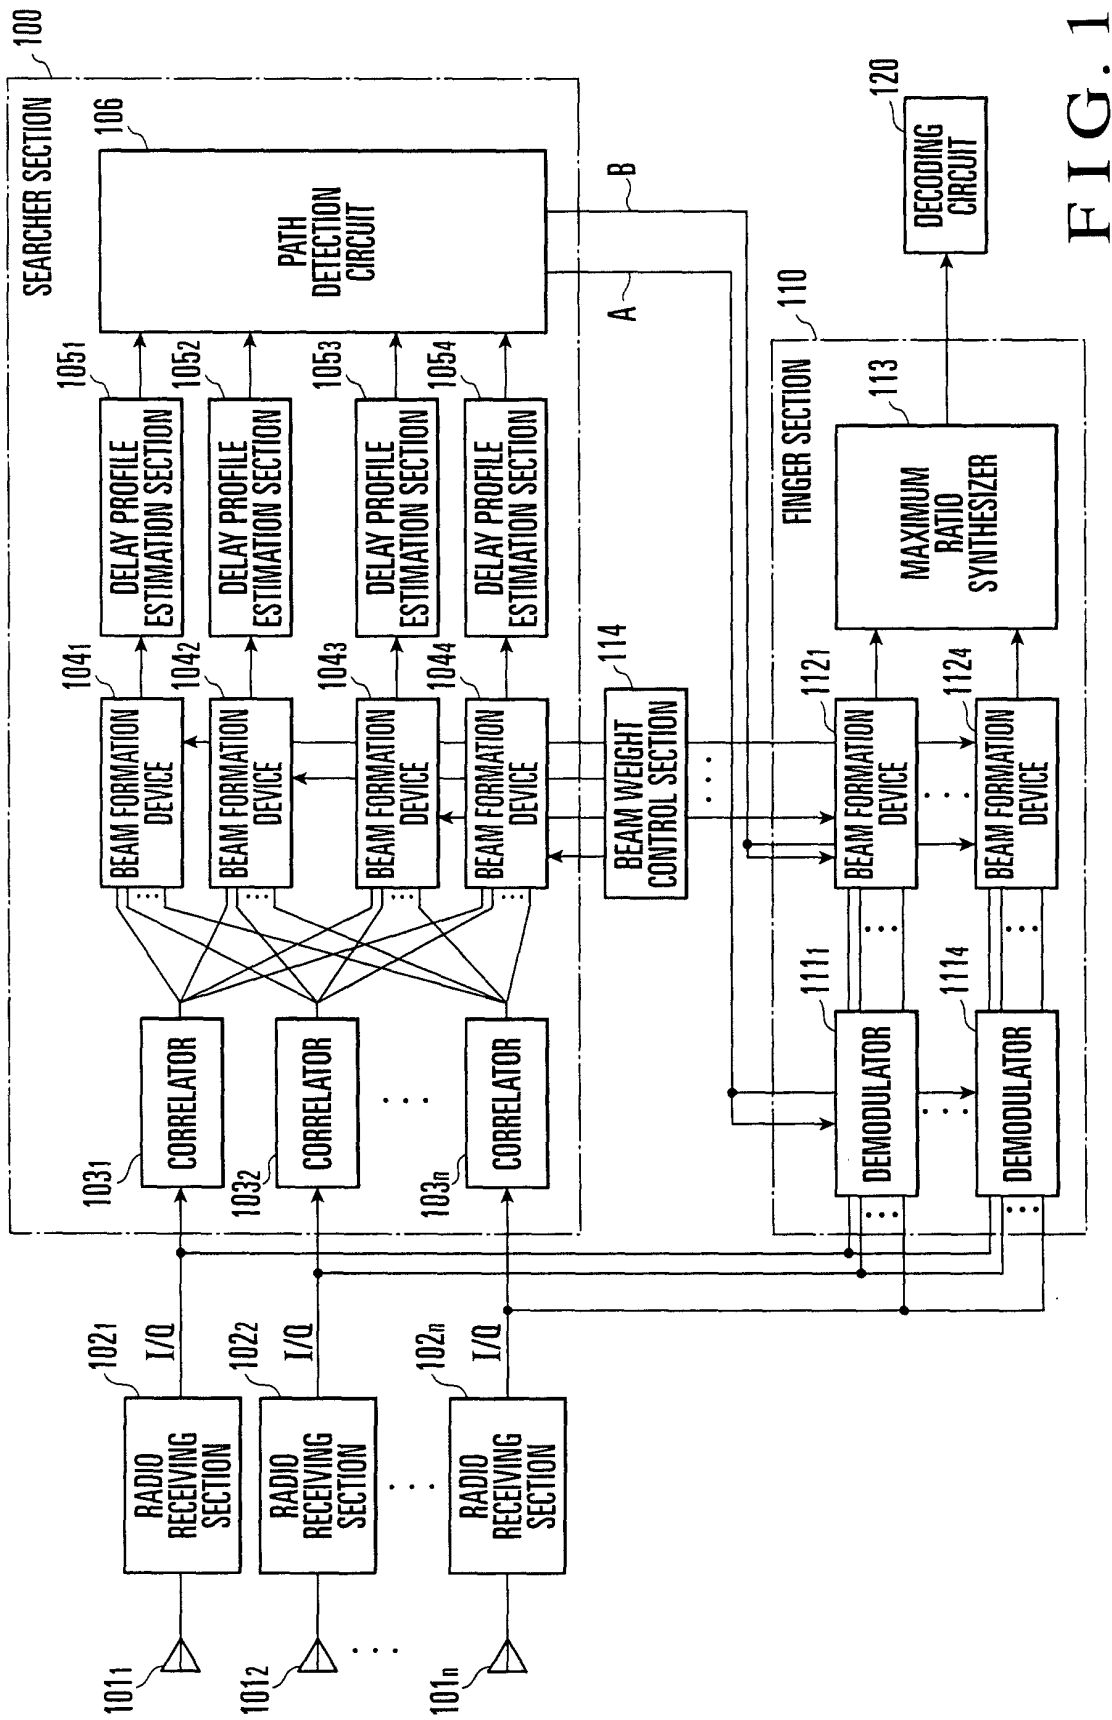 SEARCHER SECTION
100
101₁
RADIO
RECEIVING
SECTION
102₁
I/Q
CORRELATOR
103₁
BEAM FORMATION
DEVICE
104₁
DELAY PROFILE
ESTIMATION SECTION
105₁
PATH
DETECTION
CIRCUIT
106
101₂
RADIO
RECEIVING
SECTION
102₂
I/Q
CORRELATOR
103₂
BEAM FORMATION
DEVICE
104₂
DELAY PROFILE
ESTIMATION SECTION
105₂
BEAM FORMATION
DEVICE
104₃
DELAY PROFILE
ESTIMATION SECTION
105₃
101ₙ
RADIO
RECEIVING
SECTION
102ₙ
I/Q
CORRELATOR
103ₙ
BEAM FORMATION
DEVICE
104₄
DELAY PROFILE
ESTIMATION SECTION
105₄
BEAM WEIGHT
CONTROL SECTION
114
A
B
FINGER SECTION
110
DEMODULATOR
111₁
BEAM FORMATION
DEVICE
112₁
MAXIMUM
RATIO
SYNTHESIZER
113
DEMODULATOR
111₄
BEAM FORMATION
DEVICE
112₄
DECODING
CIRCUIT
120
FIG. 1